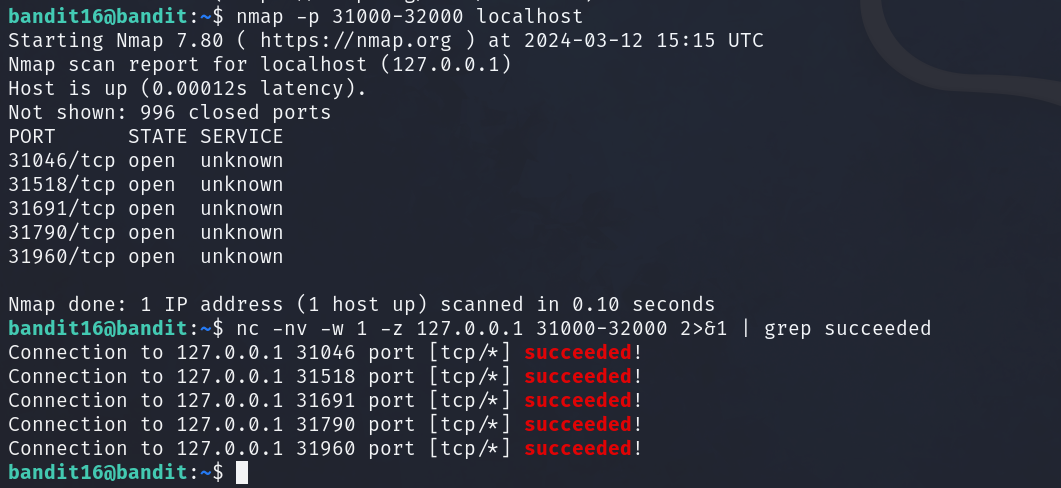 bandit16@bandit:~$ nmap -p 31000-32000 localhost
Starting Nmap 7.80 ( https://nmap.org ) at 2024-03-12 15:15 UTC
Nmap scan report for localhost (127.0.0.1)
Host is up (0.00012s latency).
Not shown: 996 closed ports
PORT      STATE SERVICE
31046/tcp open  unknown
31518/tcp open  unknown
31691/tcp open  unknown
31790/tcp open  unknown
31960/tcp open  unknown

Nmap done: 1 IP address (1 host up) scanned in 0.10 seconds
bandit16@bandit:~$ nc -nv -w 1 -z 127.0.0.1 31000-32000 2>&1 | grep succeeded
Connection to 127.0.0.1 31046 port [tcp/*] succeeded!
Connection to 127.0.0.1 31518 port [tcp/*] succeeded!
Connection to 127.0.0.1 31691 port [tcp/*] succeeded!
Connection to 127.0.0.1 31790 port [tcp/*] succeeded!
Connection to 127.0.0.1 31960 port [tcp/*] succeeded!
bandit16@bandit:~$